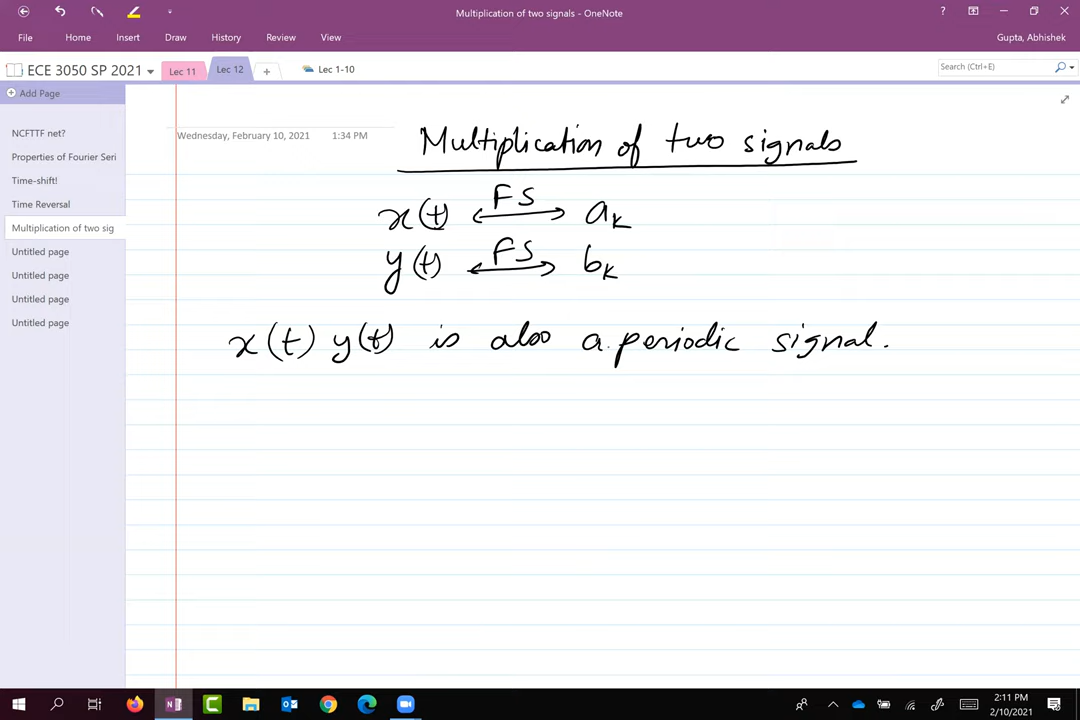 Multiplication of two signals - OneNote
?
File Home Insert Draw History Review View
Gupta, Abhishek
ECE 3050 SP 2021 Lec 11 Lec 12 + Lec 1-10
Search (Ctrl+E)
Add Page
NCFTTF net?
Properties of Fourier Seri
Time-shift!
Time Reversal
Multiplication of two sig
Untitled page
Untitled page
Untitled page
Untitled page
Wednesday, February 10, 2021 1:34 PM
Multiplication of two signals
x(t) ⟷ FS a_k
y(t) ⟷ FS b_k
x(t) y(t) is also a periodic signal.
2:11 PM
2/10/2021